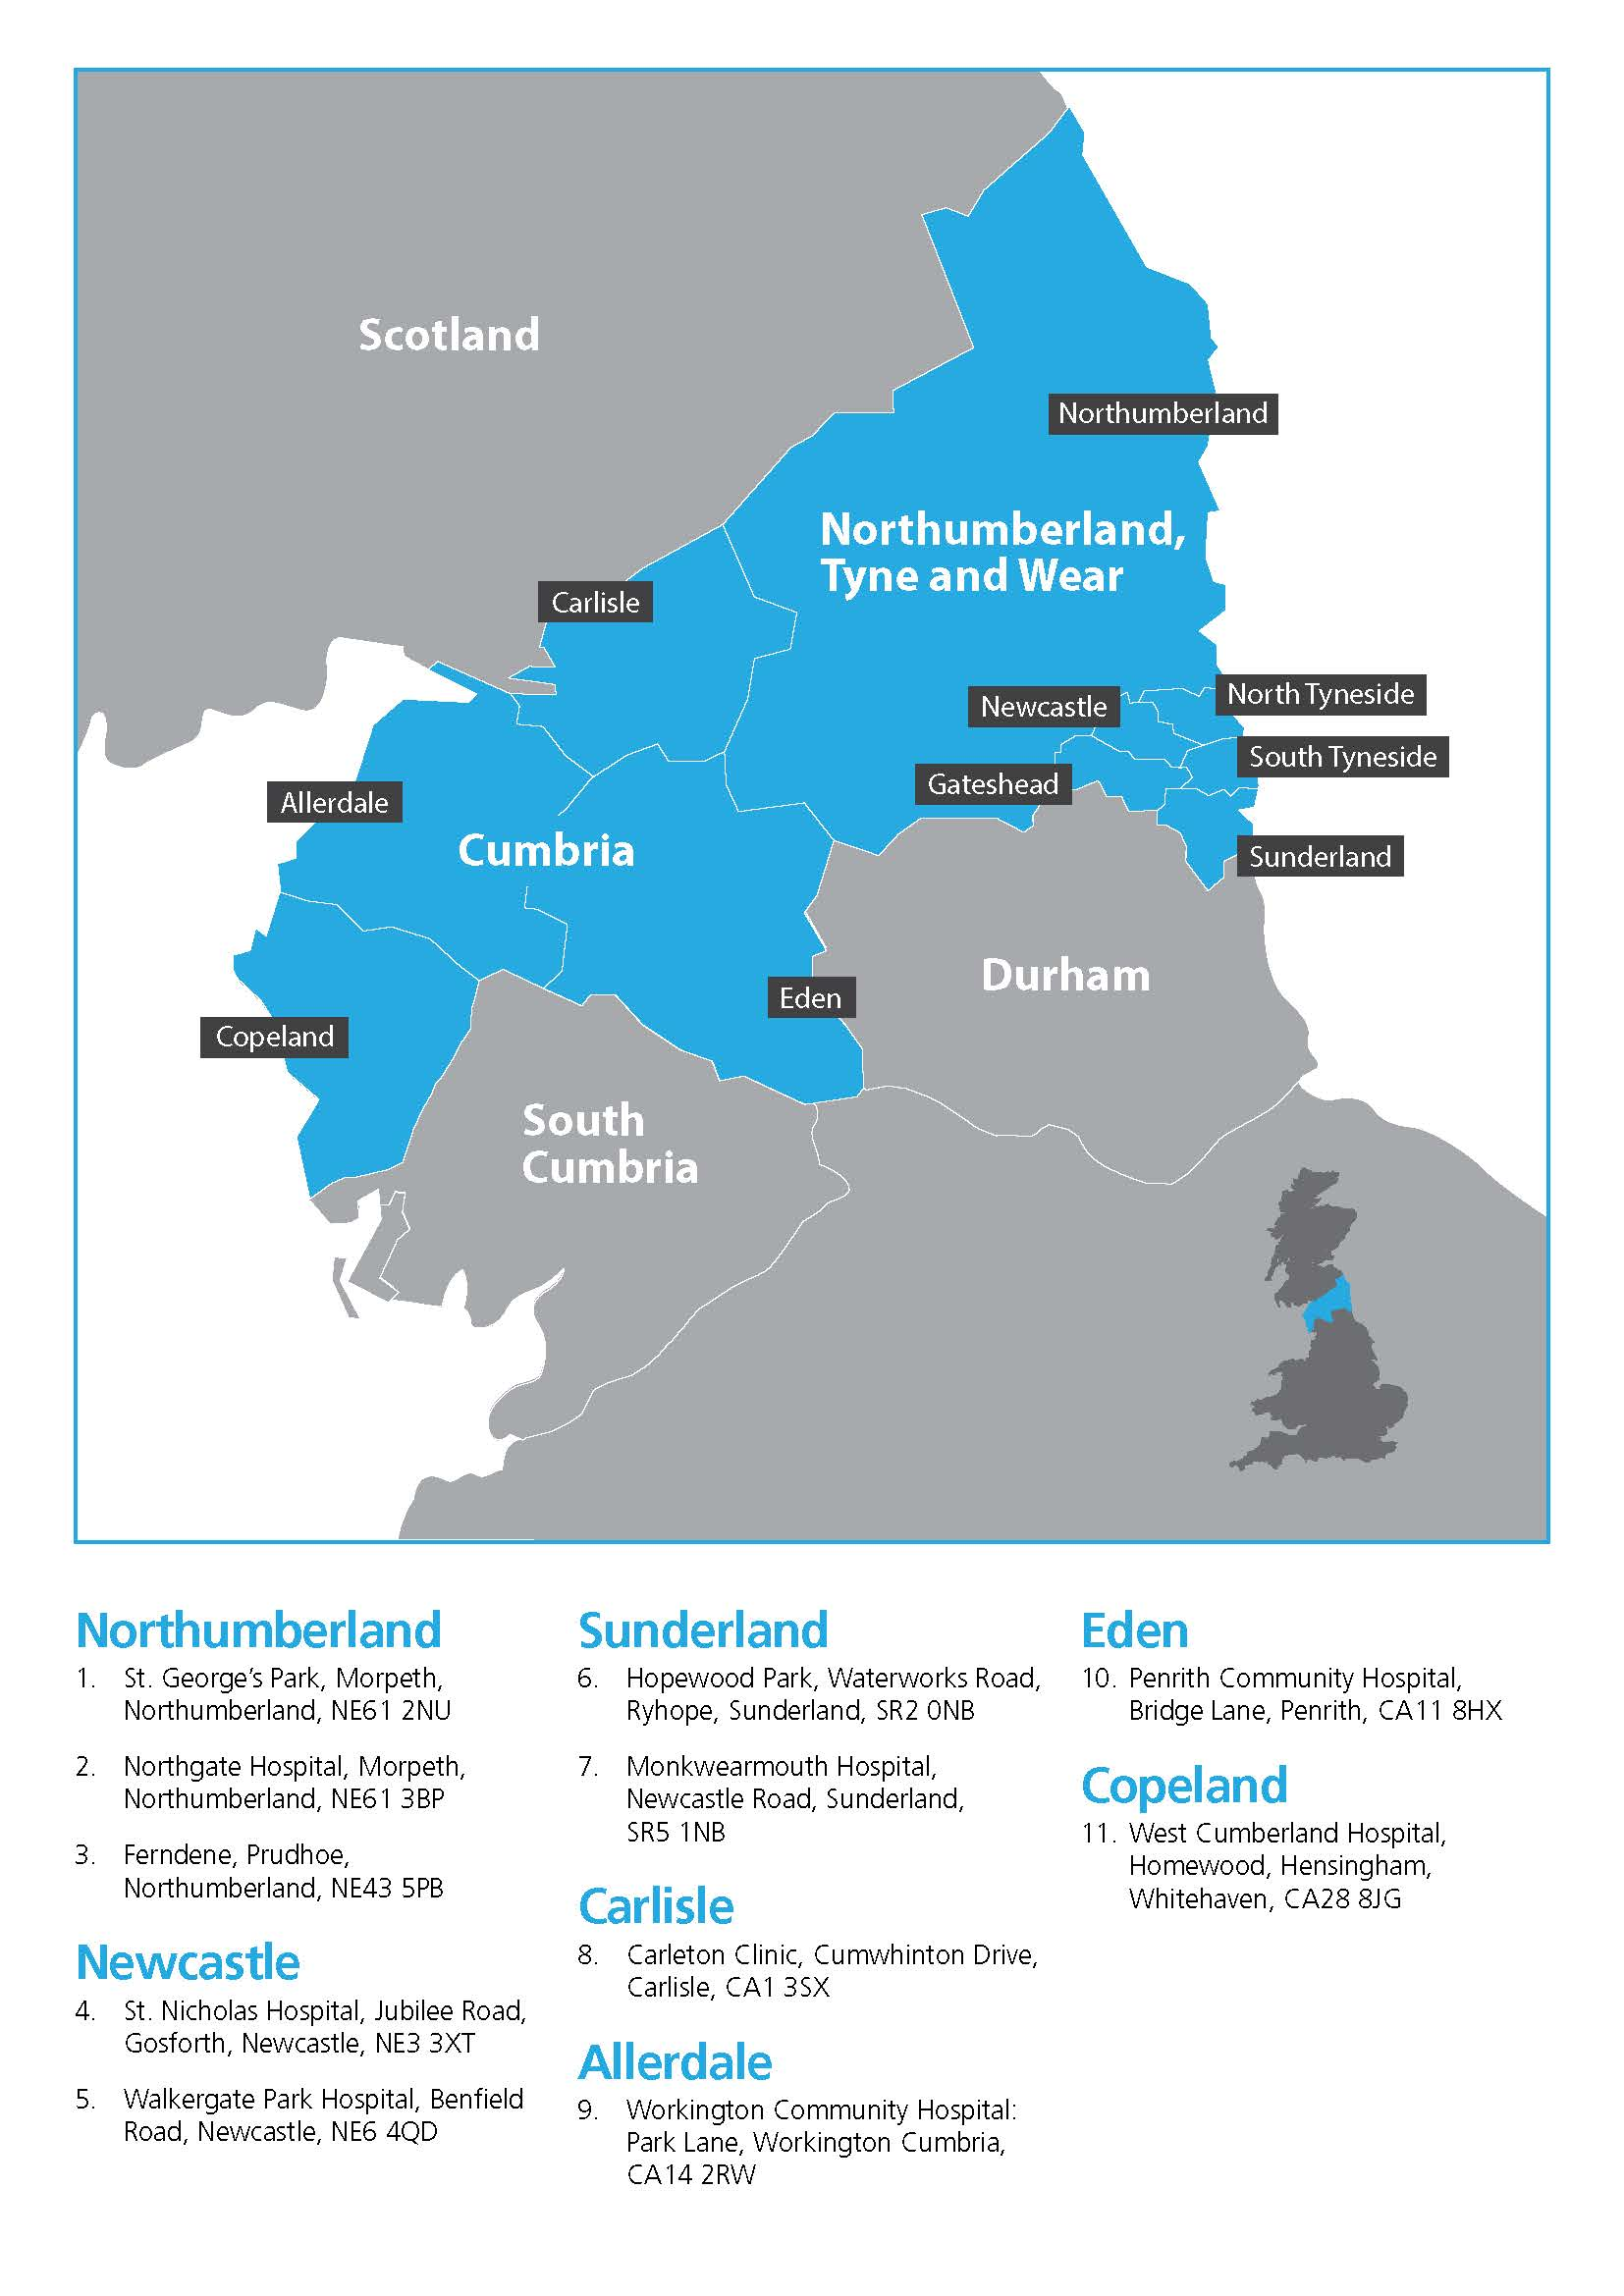 Scotland
Northumberland
Northumberland,
Tyne and Wear
Carlisle
Newcastle
North Tyneside
South Tyneside
Gateshead
Allerdale
Cumbria
Sunderland
Durham
Eden
Copeland
South
Cumbria
Northumberland
1. St. George’s Park, Morpeth,
Northumberland, NE61 2NU
2. Northgate Hospital, Morpeth,
Northumberland, NE61 3BP
3. Ferndene, Prudhoe,
Northumberland, NE43 5PB
Newcastle
4. St. Nicholas Hospital, Jubilee Road,
Gosforth, Newcastle, NE3 3XT
5. Walkergate Park Hospital, Benfield
Road, Newcastle, NE6 4QD
Sunderland
6. Hopewood Park, Waterworks Road,
Ryhope, Sunderland, SR2 0NB
7. Monkwearmouth Hospital,
Newcastle Road, Sunderland,
SR5 1NB
Carlisle
8. Carleton Clinic, Cumwhinton Drive,
Carlisle, CA1 3SX
Allerdale
9. Workington Community Hospital:
Park Lane, Workington Cumbria,
CA14 2RW
Eden
10. Penrith Community Hospital,
Bridge Lane, Penrith, CA11 8HX
Copeland
11. West Cumberland Hospital,
Homewood, Hensingham,
Whitehaven, CA28 8JG